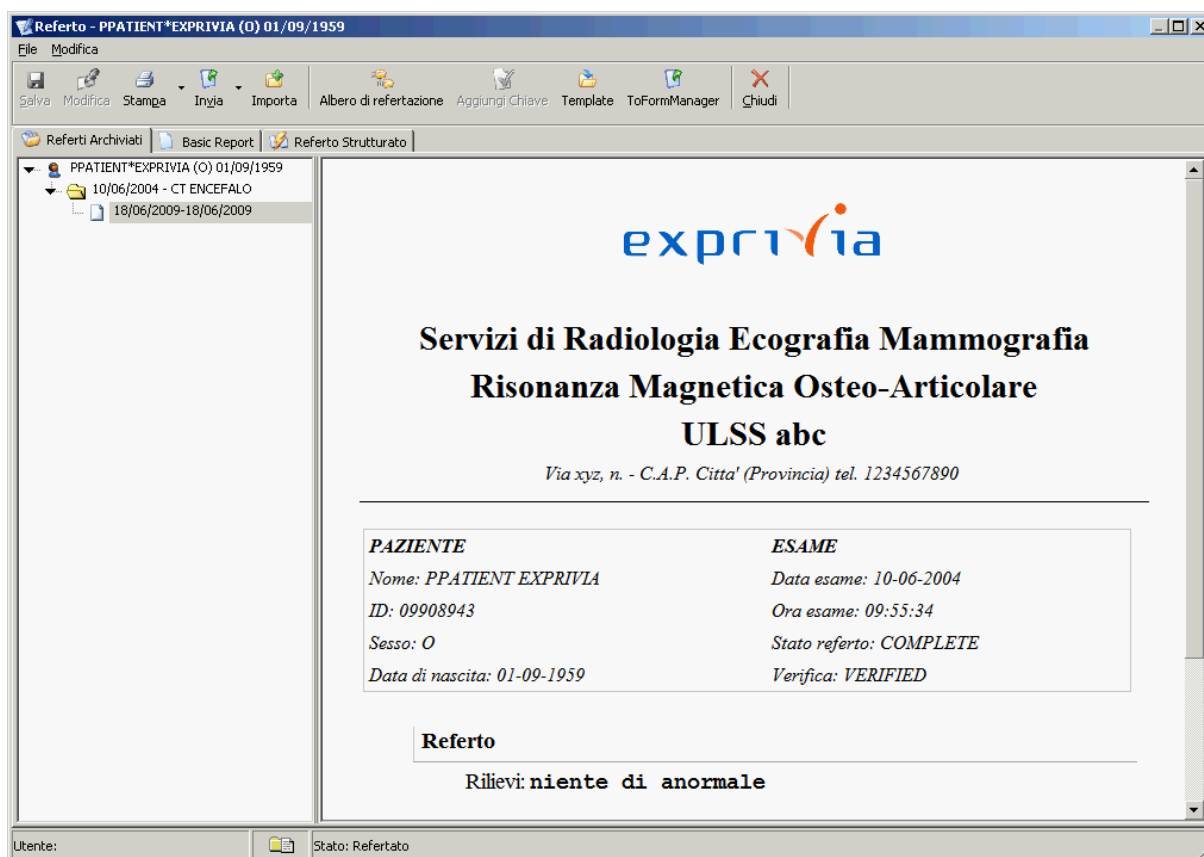 Referto - PPATIENT*EXPRIVIA (O) 01/09/1959
File Modifica
Salva Modifica Stampa Invia Importa Albero di refertazione Aggiungi Chiave Template ToFormManager Chiudi
Referti Archiviati Basic Report Referto Strutturato
PPATIENT*EXPRIVIA (O) 01/09/1959
10/06/2004 - CT ENCEFALO
18/06/2009-18/06/2009
exprivia
Servizi di Radiologia Ecografia Mammografia
Risonanza Magnetica Osteo-Articolare
ULSS abc
Via xyz, n. - C.A.P. Citta' (Provincia) tel. 1234567890
PAZIENTE
Nome: PPATIENT EXPRIVIA
ID: 09908943
Sesso: O
Data di nascita: 01-09-1959
ESAME
Data esame: 10-06-2004
Ora esame: 09:55:34
Stato referto: COMPLETE
Verifica: VERIFIED
Referto
Rilievi: niente di anormale
Utente: Stato: Refertato